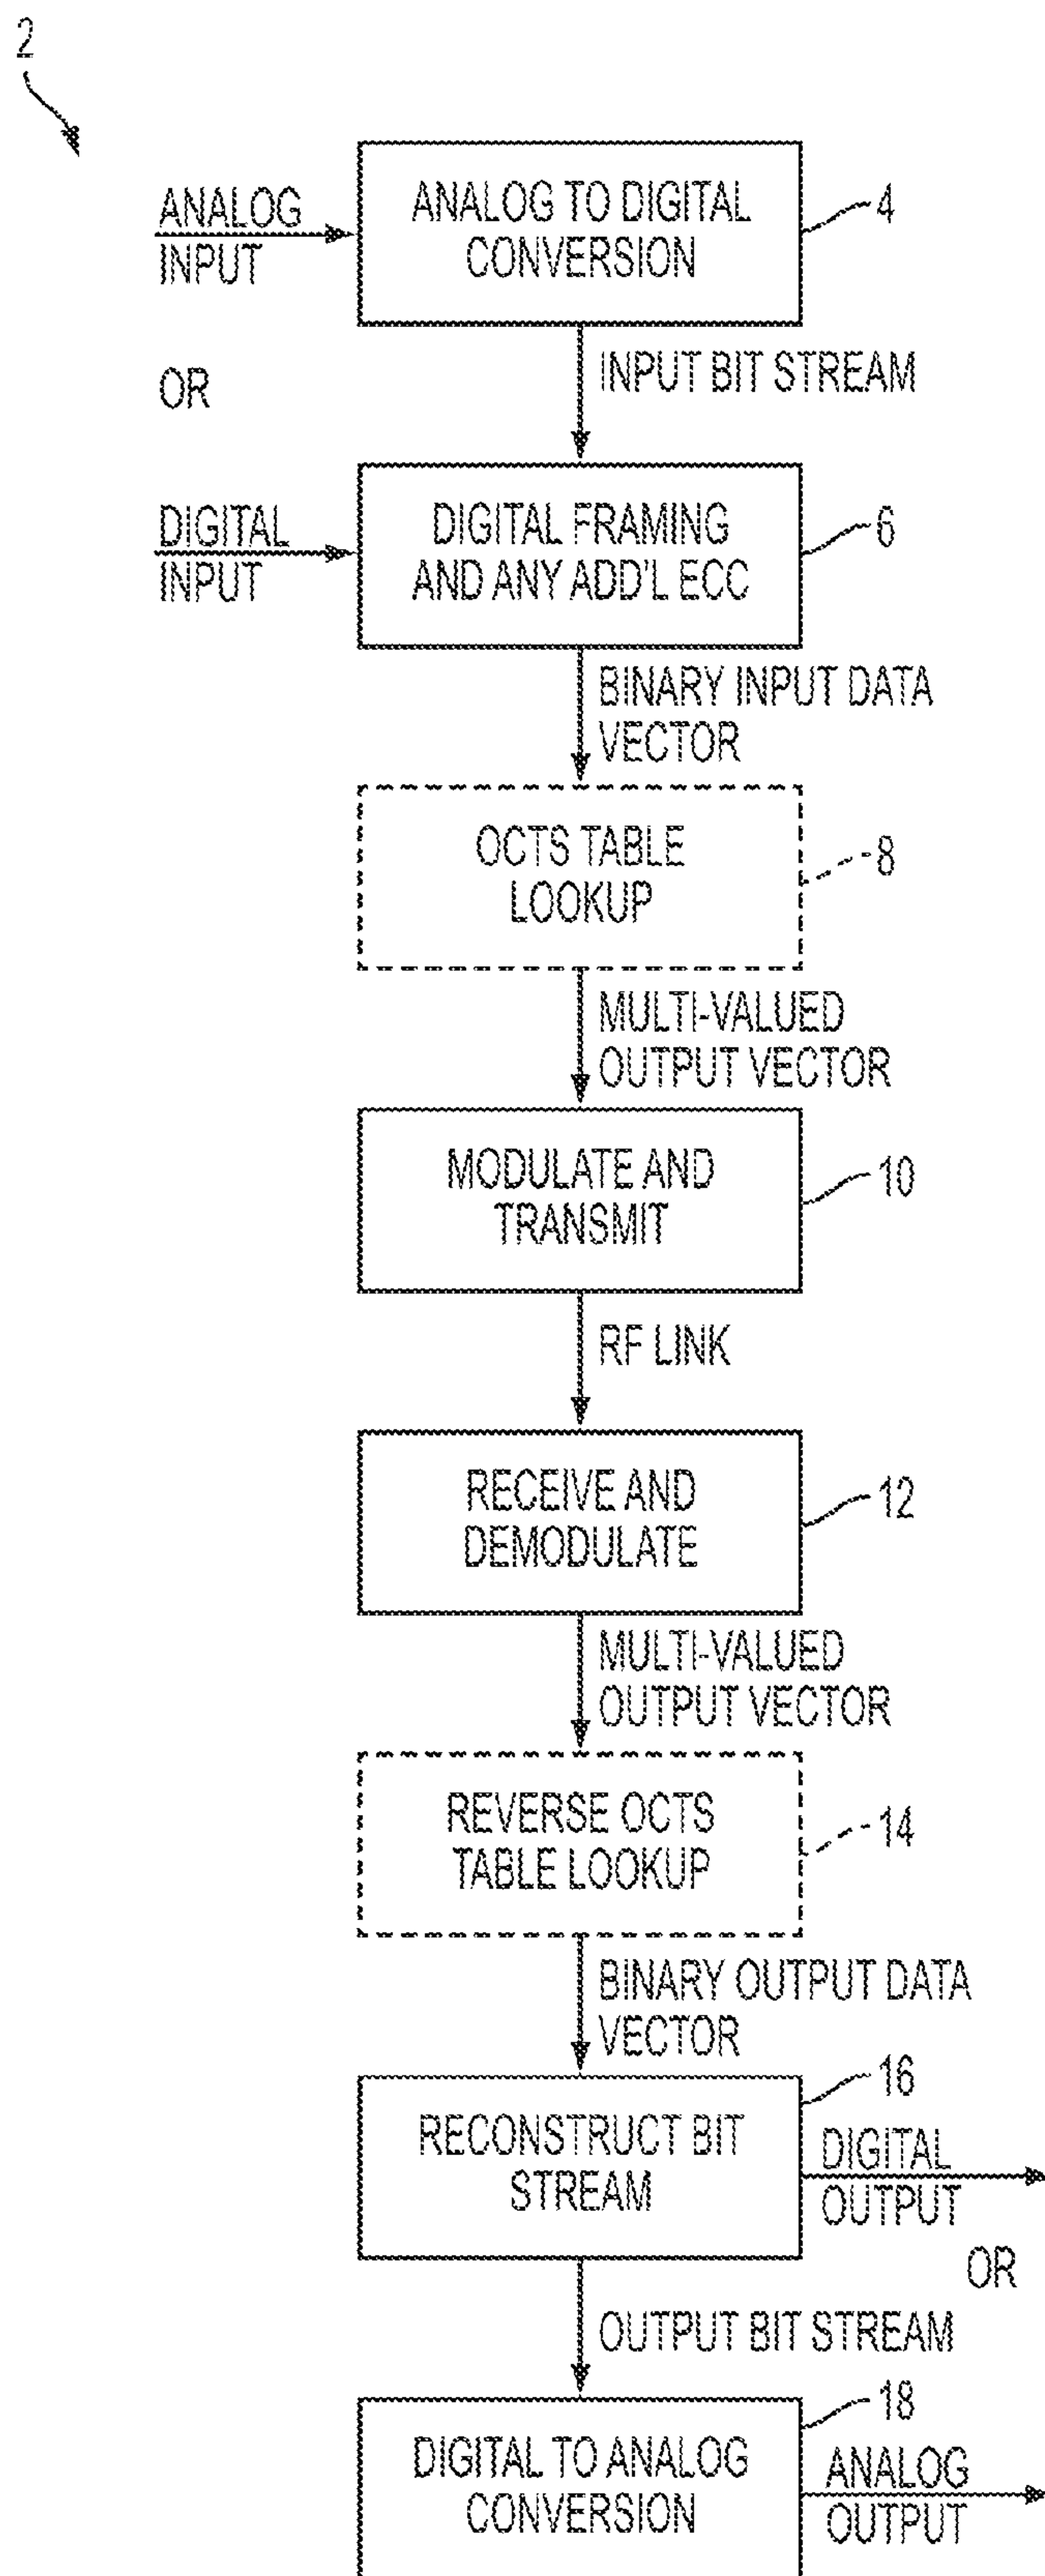 2
ANALOG
INPUT
ANALOG TO DIGITAL
CONVERSION
4
OR
INPUT BIT STREAM
DIGITAL
INPUT
DIGITAL FRAMING
AND ANY ADD'L ECC
6
BINARY INPUT DATA
VECTOR
OCTS TABLE
LOOKUP
8
MULTI-VALUED
OUTPUT VECTOR
MODULATE AND
TRANSMIT
10
RF LINK
RECEIVE AND
DEMODULATE
12
MULTI-VALUED
OUTPUT VECTOR
REVERSE OCTS
TABLE LOOKUP
14
BINARY OUTPUT DATA
VECTOR
16
RECONSTRUCT BIT
STREAM
DIGITAL
OUTPUT
OR
OUTPUT BIT STREAM
18
DIGITAL TO ANALOG
CONVERSION
ANALOG
OUTPUT